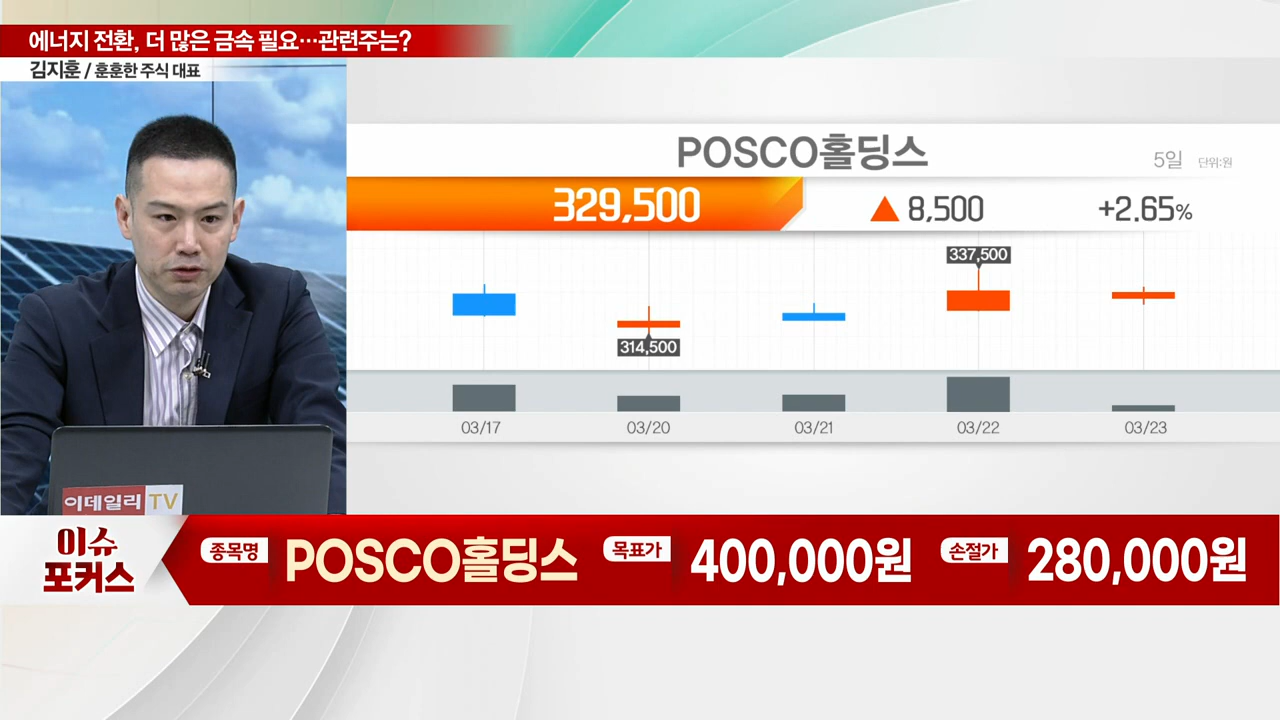 에너지 전환, 더 많은 금속 필요…관련주는?
김지훈 / 훈훈한 주식 대표
POSCO홀딩스
5일 단위:원
329,500 ▲ 8,500 +2.65%
337,500
314,500
03/17 03/20 03/21 03/22 03/23
이데일리 TV
이슈
포커스
종목명 POSCO홀딩스 목표가 400,000원 손절가 280,000원